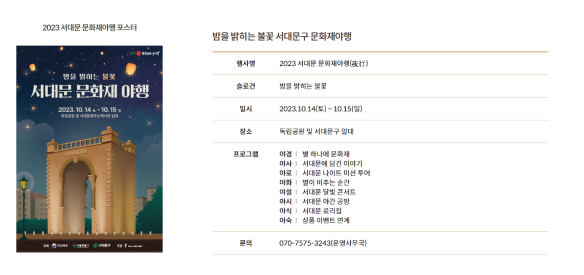 2023 서대문 문화재야행 포스터
밤을 밝히는 불꽃
서대문 문화재 야행
2023. 10. 14 토 - 10. 15 일
밤을 밝히는 불꽃 서대문구 문화재야행
행사명 2023 서대문 문화재야행(夜行)
슬로건 밤을 밝히는 불꽃
일시 2023.10.14(토) ~ 10.15(일)
장소 독립공원 및 서대문구 일대
프로그램 야경 | 별 하나에 문화재
야사 | 서대문에 담긴 이야기
야로 | 서대문 나이트 미션 투어
야화 | 별이 비추는 순간
야설 | 서대문 달빛 콘서트
야시 | 서대문 야간 공방
야식 | 서대문 료리집
야숙 | 상품 이벤트 연계
문의 070-7575-3243(운영사무국)